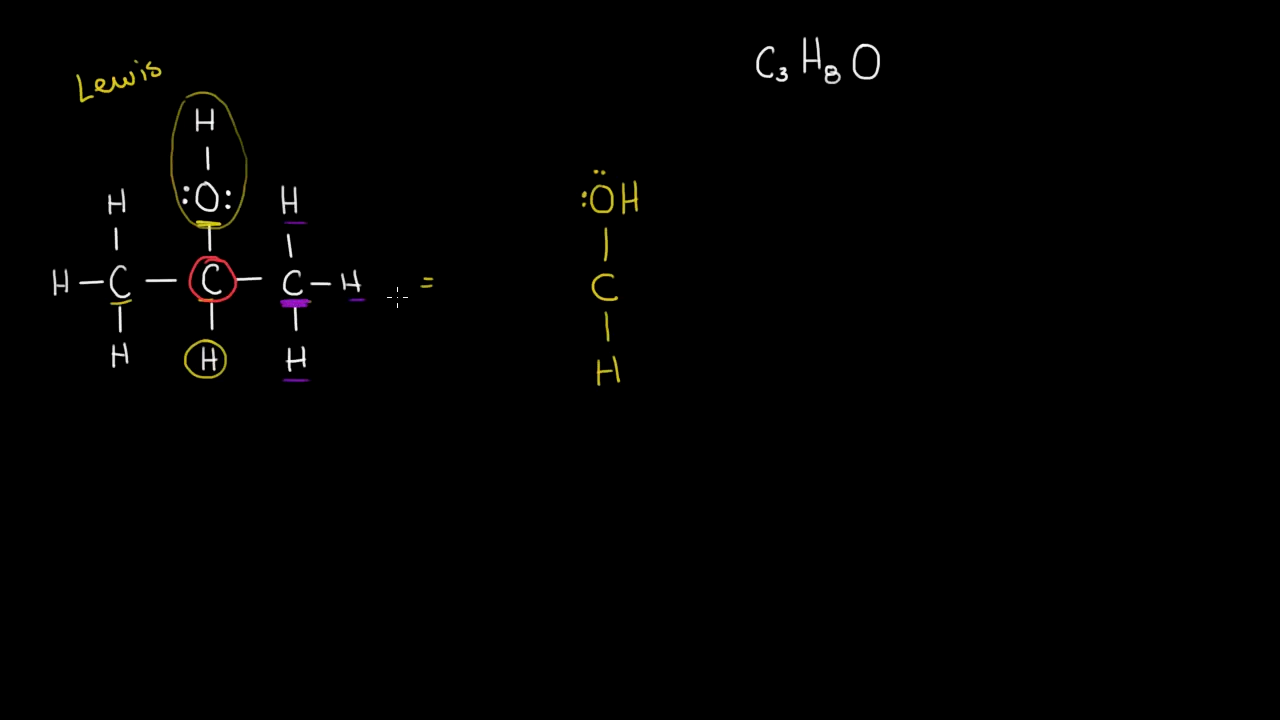 Lewis
C₃H₈O
H
H :O: H :ÖH
H–C–C–C–H = C
H H H H